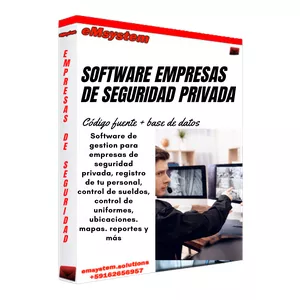 eMsystem
EMPRESAS DE SEGURIDAD
SOFTWARE EMPRESAS
DE SEGURIDAD PRIVADA
Código fuente + base de datos
Software de
gestion para
empresas de
seguridad
privada, registro
de tu personal,
control de sueldos,
control de
uniformes,
ubicaciones.
mapas. reportes y
más
emsystem.solutions
+59162656957